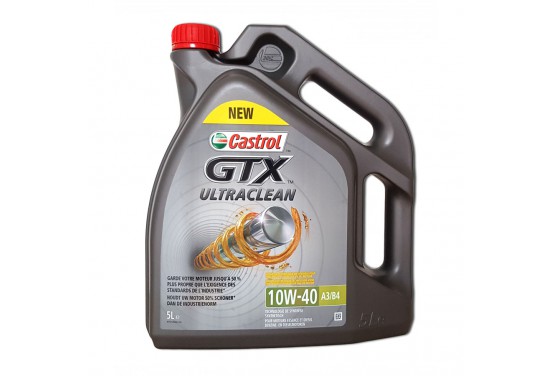 NEW
Castrol
GTX
ULTRACLEAN
GARDE VOTRE MOTEUR JUSQU'À 50 %
PLUS PROPRE QUE L'EXIGENCE DES
STANDARDS DE L'INDUSTRIE*
HOUDT UW MOTOR 50% SCHONER*
DAN DE INDUSTRIENORM
10W-40 A3/B4
5L